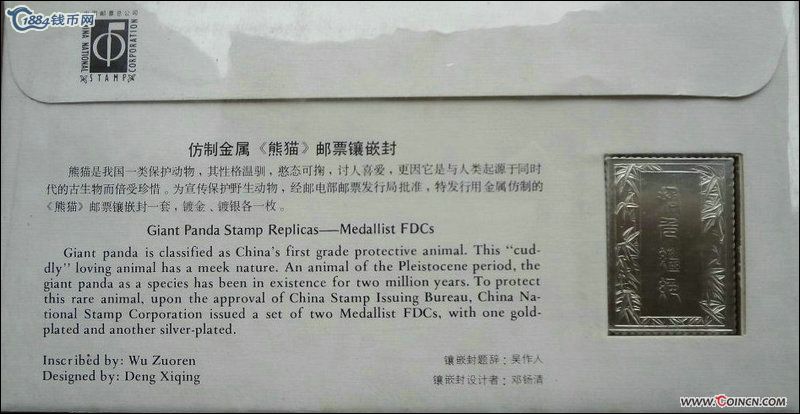 1884钱币网
中国邮票总公司
CHINA NATIONAL
STAMP
CORPORATION
仿制金属《熊猫》邮票镶嵌封
熊猫是我国一类保护动物，其性格温驯，憨态可掬，讨人喜爱，更因它是与人类起源于同时
代的古生物而倍受珍惜。为宣传保护野生动物，经邮电部邮票发行局批准，特发行用金属仿制的
《熊猫》邮票镶嵌封一套，镀金、镀银各一枚。
Giant Panda Stamp Replicas—Medallist FDCs
Giant panda is classified as China's first grade protective animal. This “cud-
dly” loving animal has a meek nature. An animal of the Pleistocene period, the
giant panda as a species has been in existence for two million years. To protect
this rare animal, upon the approval of China Stamp Issuing Bureau, China Na-
tional Stamp Corporation issued a set of two Medallist FDCs, with one gold-
plated and another silver-plated.
Inscribed by: Wu Zuoren
Designed by: Deng Xiqing
镶嵌封题辞：吴作人
镶嵌封设计者：邓锡清
www.COINCN.COM